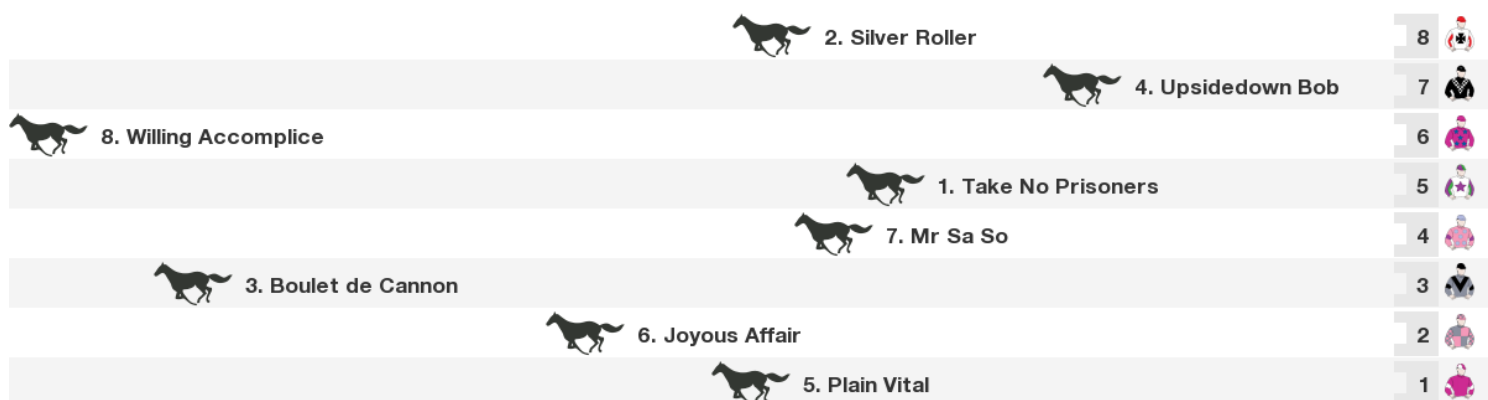 2. Silver Roller 8
4. Upsidedown Bob 7
8. Willing Accomplice 6
1. Take No Prisoners 5
7. Mr Sa So 4
3. Boulet de Cannon 3
6. Joyous Affair 2
5. Plain Vital 1